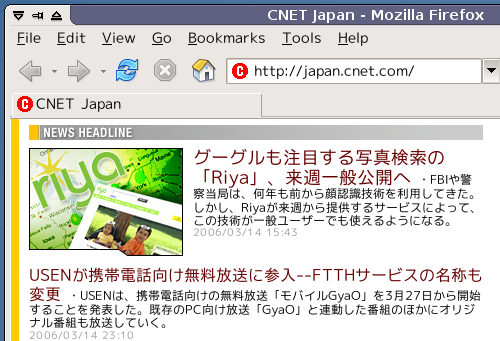 CNET Japan - Mozilla Firefox
File Edit View Go Bookmarks Tools Help
http://japan.cnet.com/
CNET Japan
NEWS HEADLINE
riya
グーグルも注目する写真検索の
「Riya」、来週一般公開へ ・FBIや警
察当局は、何年も前から顔認識技術を利用してきた。
しかし、Riyaが来週から提供するサービスによって、
この技術が一般ユーザーでも使えるようになる。
2006/03/14 15:43
USENが携帯電話向け無料放送に参入--FTTHサービスの名称も
変更 ・USENは、携帯電話向けの無料放送「モバイルGyaO」を3月27日から開始
することを発表した。既存のPC向け放送「GyaO」と連動した番組のほかにオリジ
ナル番組も放送していく。
2006/03/14 23:10